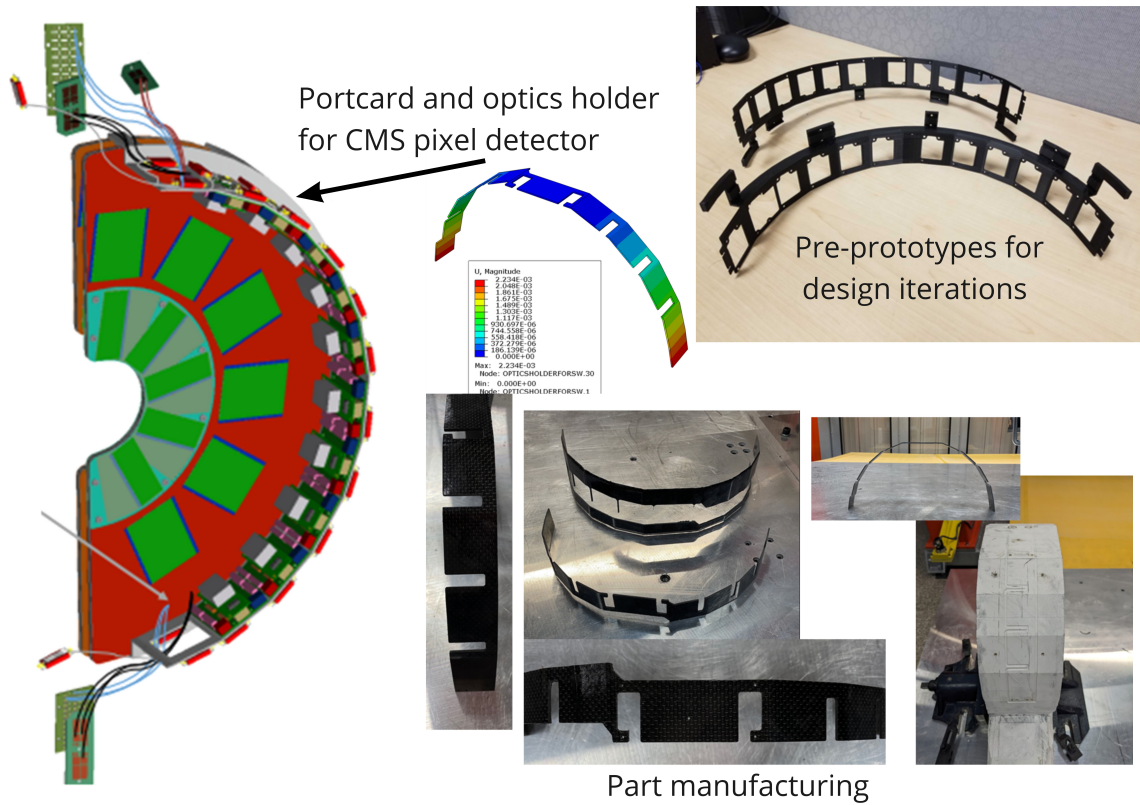 Portcard and optics holder
for CMS pixel detector
Pre-prototypes for
design iterations
U, Magnitude
2.234E-03
2.048E-03
1.861E-03
1.675E-03
1.489E-03
1.303E-03
1.117E-03
930.697E-06
744.558E-06
558.418E-06
372.279E-06
186.139E-06
0.000E+00
Max: 2.234E-03
Node: OPTICSHOLDERFORSW.30
Min: 0.000E+00
Node: OPTICSHOLDERFORSW.1
Part manufacturing